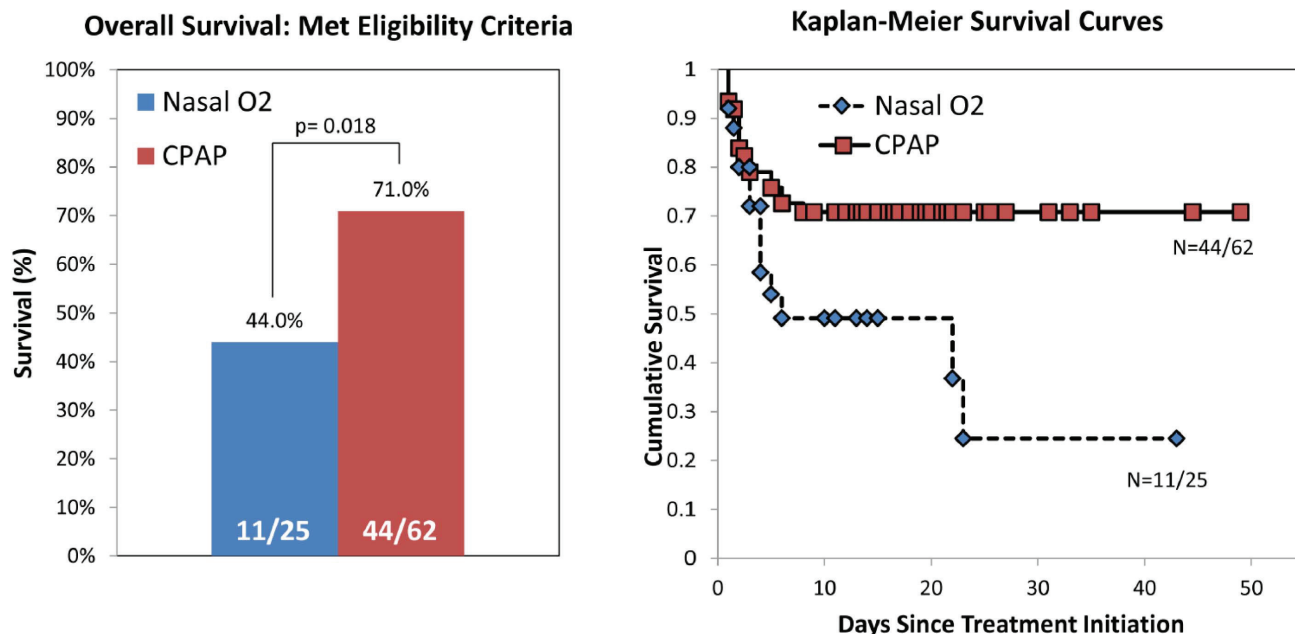 Overall Survival: Met Eligibility Criteria
Survival (%)
100%
90%
80%
70%
60%
50%
40%
30%
20%
10%
0%
Nasal O2
CPAP
p= 0.018
71.0%
44.0%
11/25
44/62
Kaplan-Meier Survival Curves
Cumulative Survival
1
0.9
0.8
0.7
0.6
0.5
0.4
0.3
0.2
0.1
0
Nasal O2
CPAP
N=44/62
N=11/25
0
10
20
30
40
50
Days Since Treatment Initiation